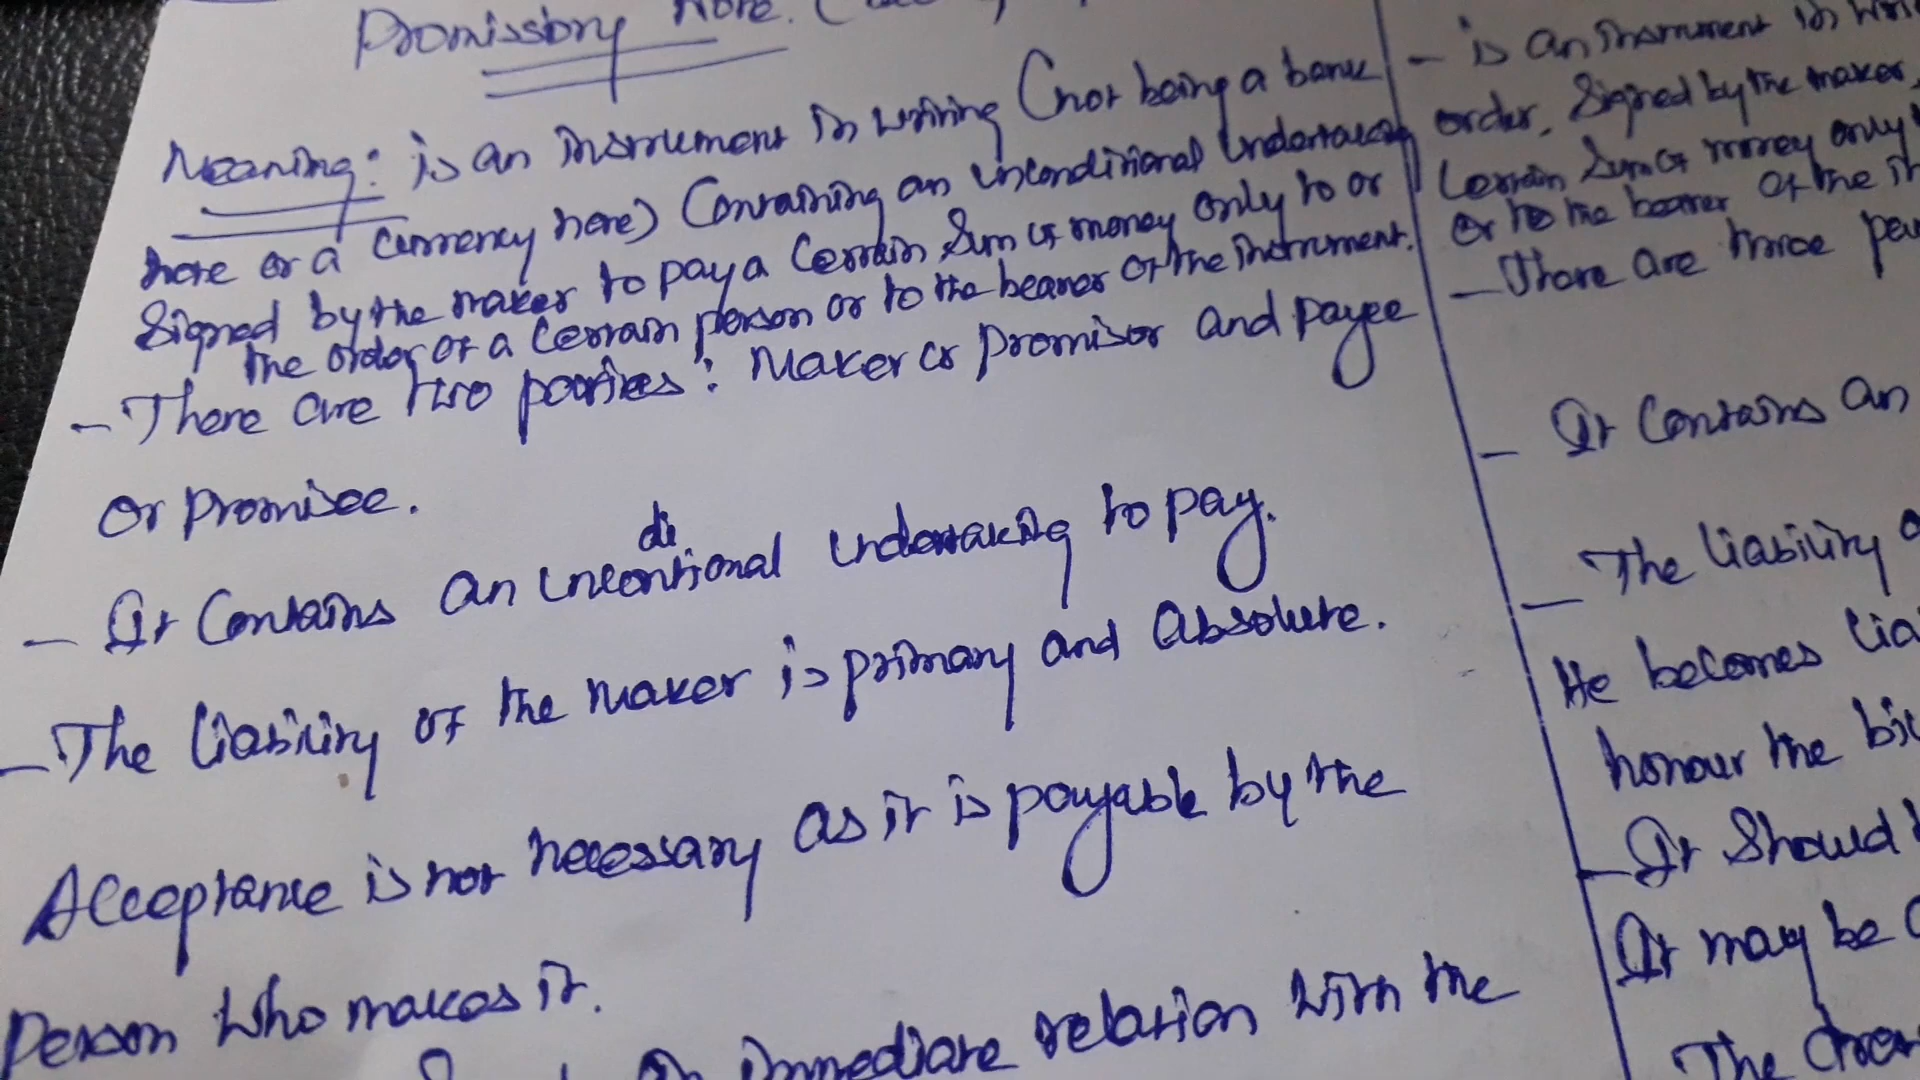 Promissory Note. (
Meaning: is an instrument in writing (not being a bank
note or a currency note) Containing an unconditional undertaking
Signed by the maker to pay a Certain Sum of money only to or
the order of a Certain person or to the bearer of the instrument.
- There are two parties: Maker or promisor and payee
or promisee.
- It Contains an unconditional undertaking to pay.
- The liability of the maker is primary and absolute.
Acceptance is not necessary as it is payable by the
person who makes it.
immediate relation with the
- is an instrument in
order, Signed by the maker,
Certain Sum of money only
or to the bearer of the
- There are three
- It Contains an
- The liability
He becomes
honour the
- It Should
It may be
The